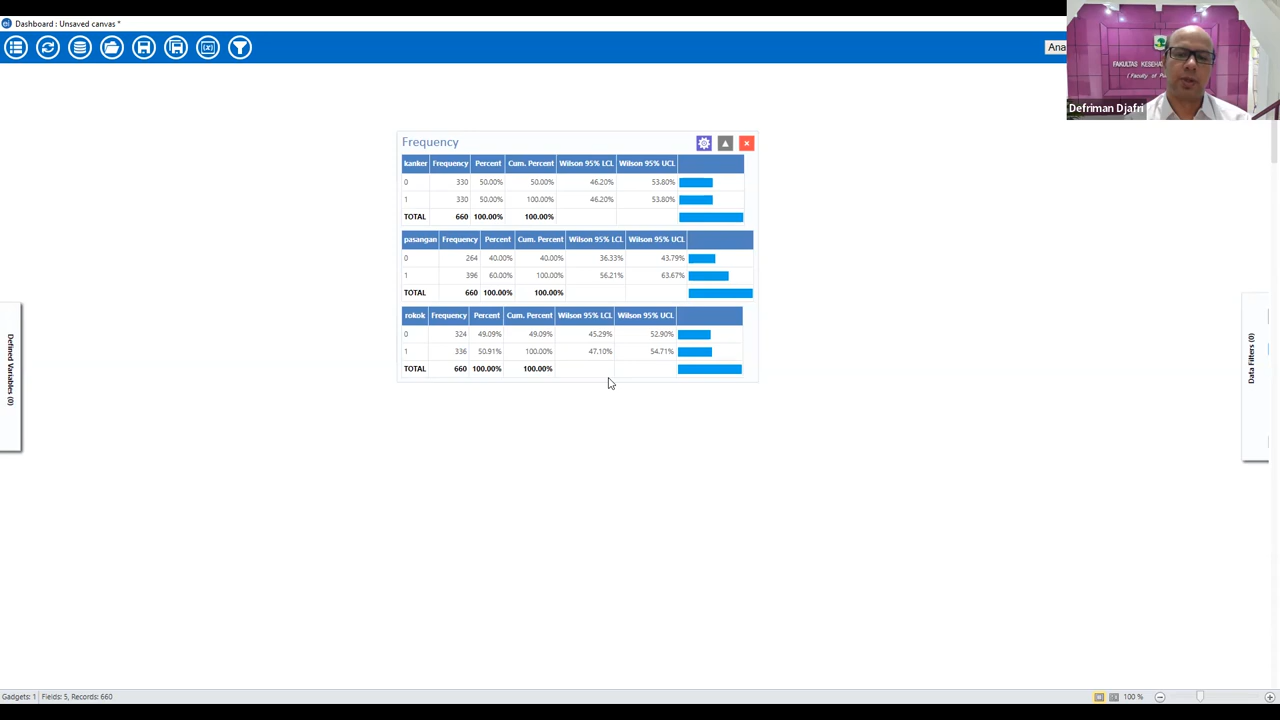 Dashboard : Unsaved canvas *
Ana
FAKULTAS KESEH
(Faculty of Pu
Defriman Djafri
Frequency
kanker Frequency Percent Cum. Percent Wilson 95% LCL Wilson 95% UCL
0 330 50.00% 50.00% 46.20% 53.80%
1 330 50.00% 100.00% 46.20% 53.80%
TOTAL 660 100.00% 100.00%
pasangan Frequency Percent Cum. Percent Wilson 95% LCL Wilson 95% UCL
0 264 40.00% 40.00% 36.33% 43.79%
1 396 60.00% 100.00% 56.21% 63.67%
TOTAL 660 100.00% 100.00%
rokok Frequency Percent Cum. Percent Wilson 95% LCL Wilson 95% UCL
0 324 49.09% 49.09% 45.29% 52.90%
1 336 50.91% 100.00% 47.10% 54.71%
TOTAL 660 100.00% 100.00%
Defined Variables (0)
Data Filters (0)
Gadgets: 1 Fields: 5, Records: 660
100 %